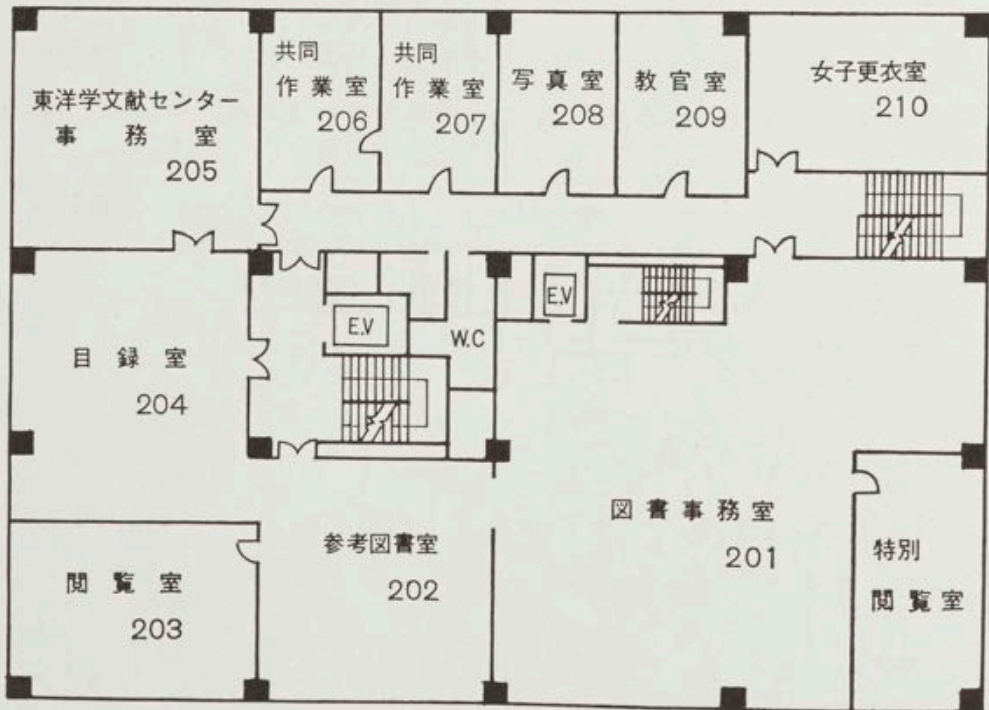 東洋学文献センター
事務室
205
共同
作業室
206
共同
作業室
207
写真室
208
教官室
209
女子更衣室
210
目録室
204
E.V
W.C
E.V
閲覧室
203
参考図書室
202
図書事務室
201
特別
閲覧室